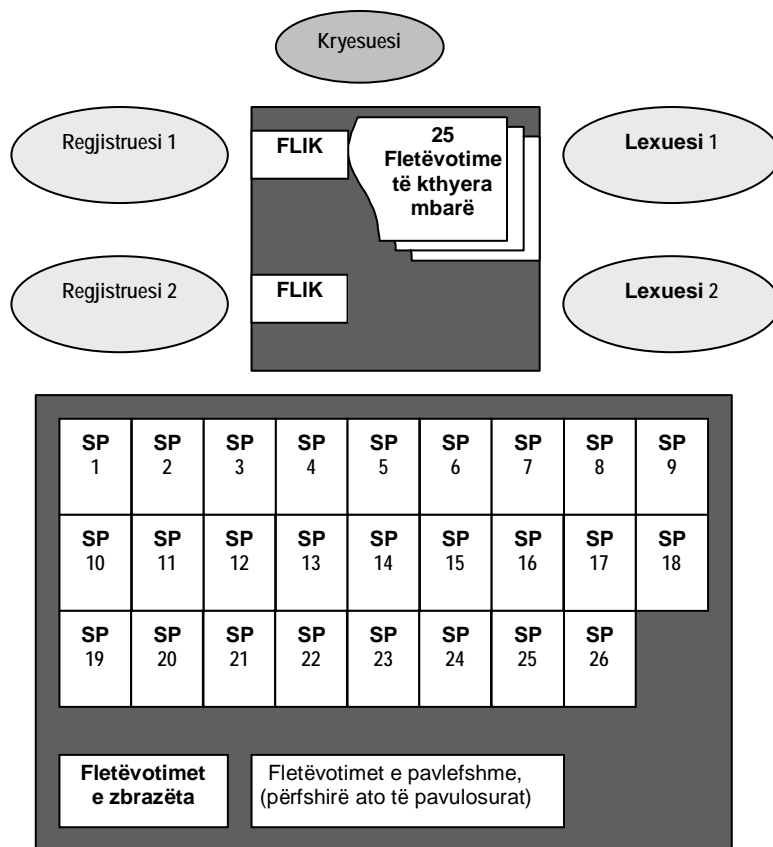 Kryesuesi
Regjistruesi 1
FLIK
25
Fletëvotime
të kthyera
mbarë
Lexuesi 1
Regjistruesi 2
FLIK
Lexuesi 2
SP SP SP SP SP SP SP SP SP
1 2 3 4 5 6 7 8 9
SP SP SP SP SP SP SP SP SP
10 11 12 13 14 15 16 17 18
SP SP SP SP SP SP SP SP
19 20 21 22 23 24 25 26
Fletëvotimet
e zbrazëta
Fletëvotimet e pavlefshme,
(përfshirë ato të pavulosurat)